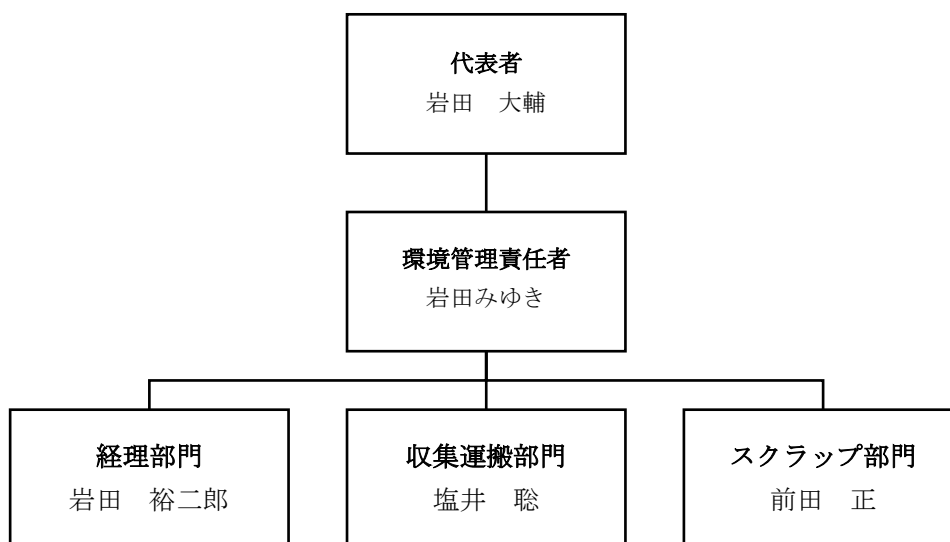 代表者
岩田　大輔
環境管理責任者
岩田みゆき
経理部門
岩田　裕二郎
収集運搬部門
塩井　聡
スクラップ部門
前田　正